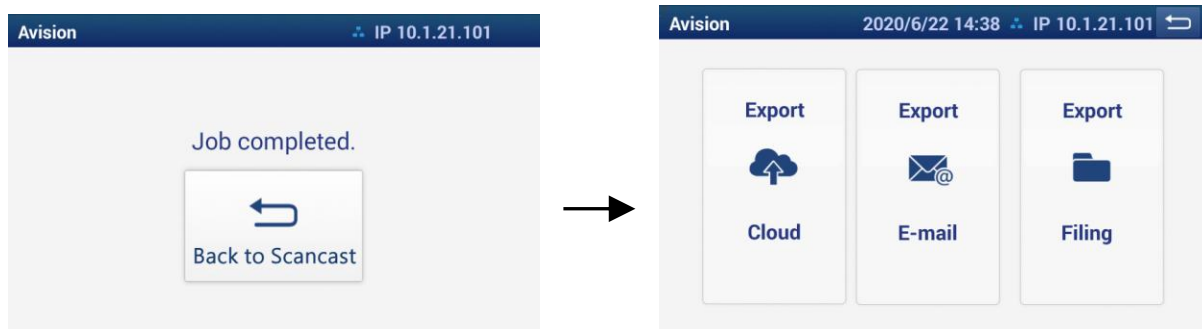 Avision IP 10.1.21.101
Job completed.
Back to Scancast
Avision 2020/6/22 14:38 IP 10.1.21.101
Export Export Export
@
Cloud E-mail Filing